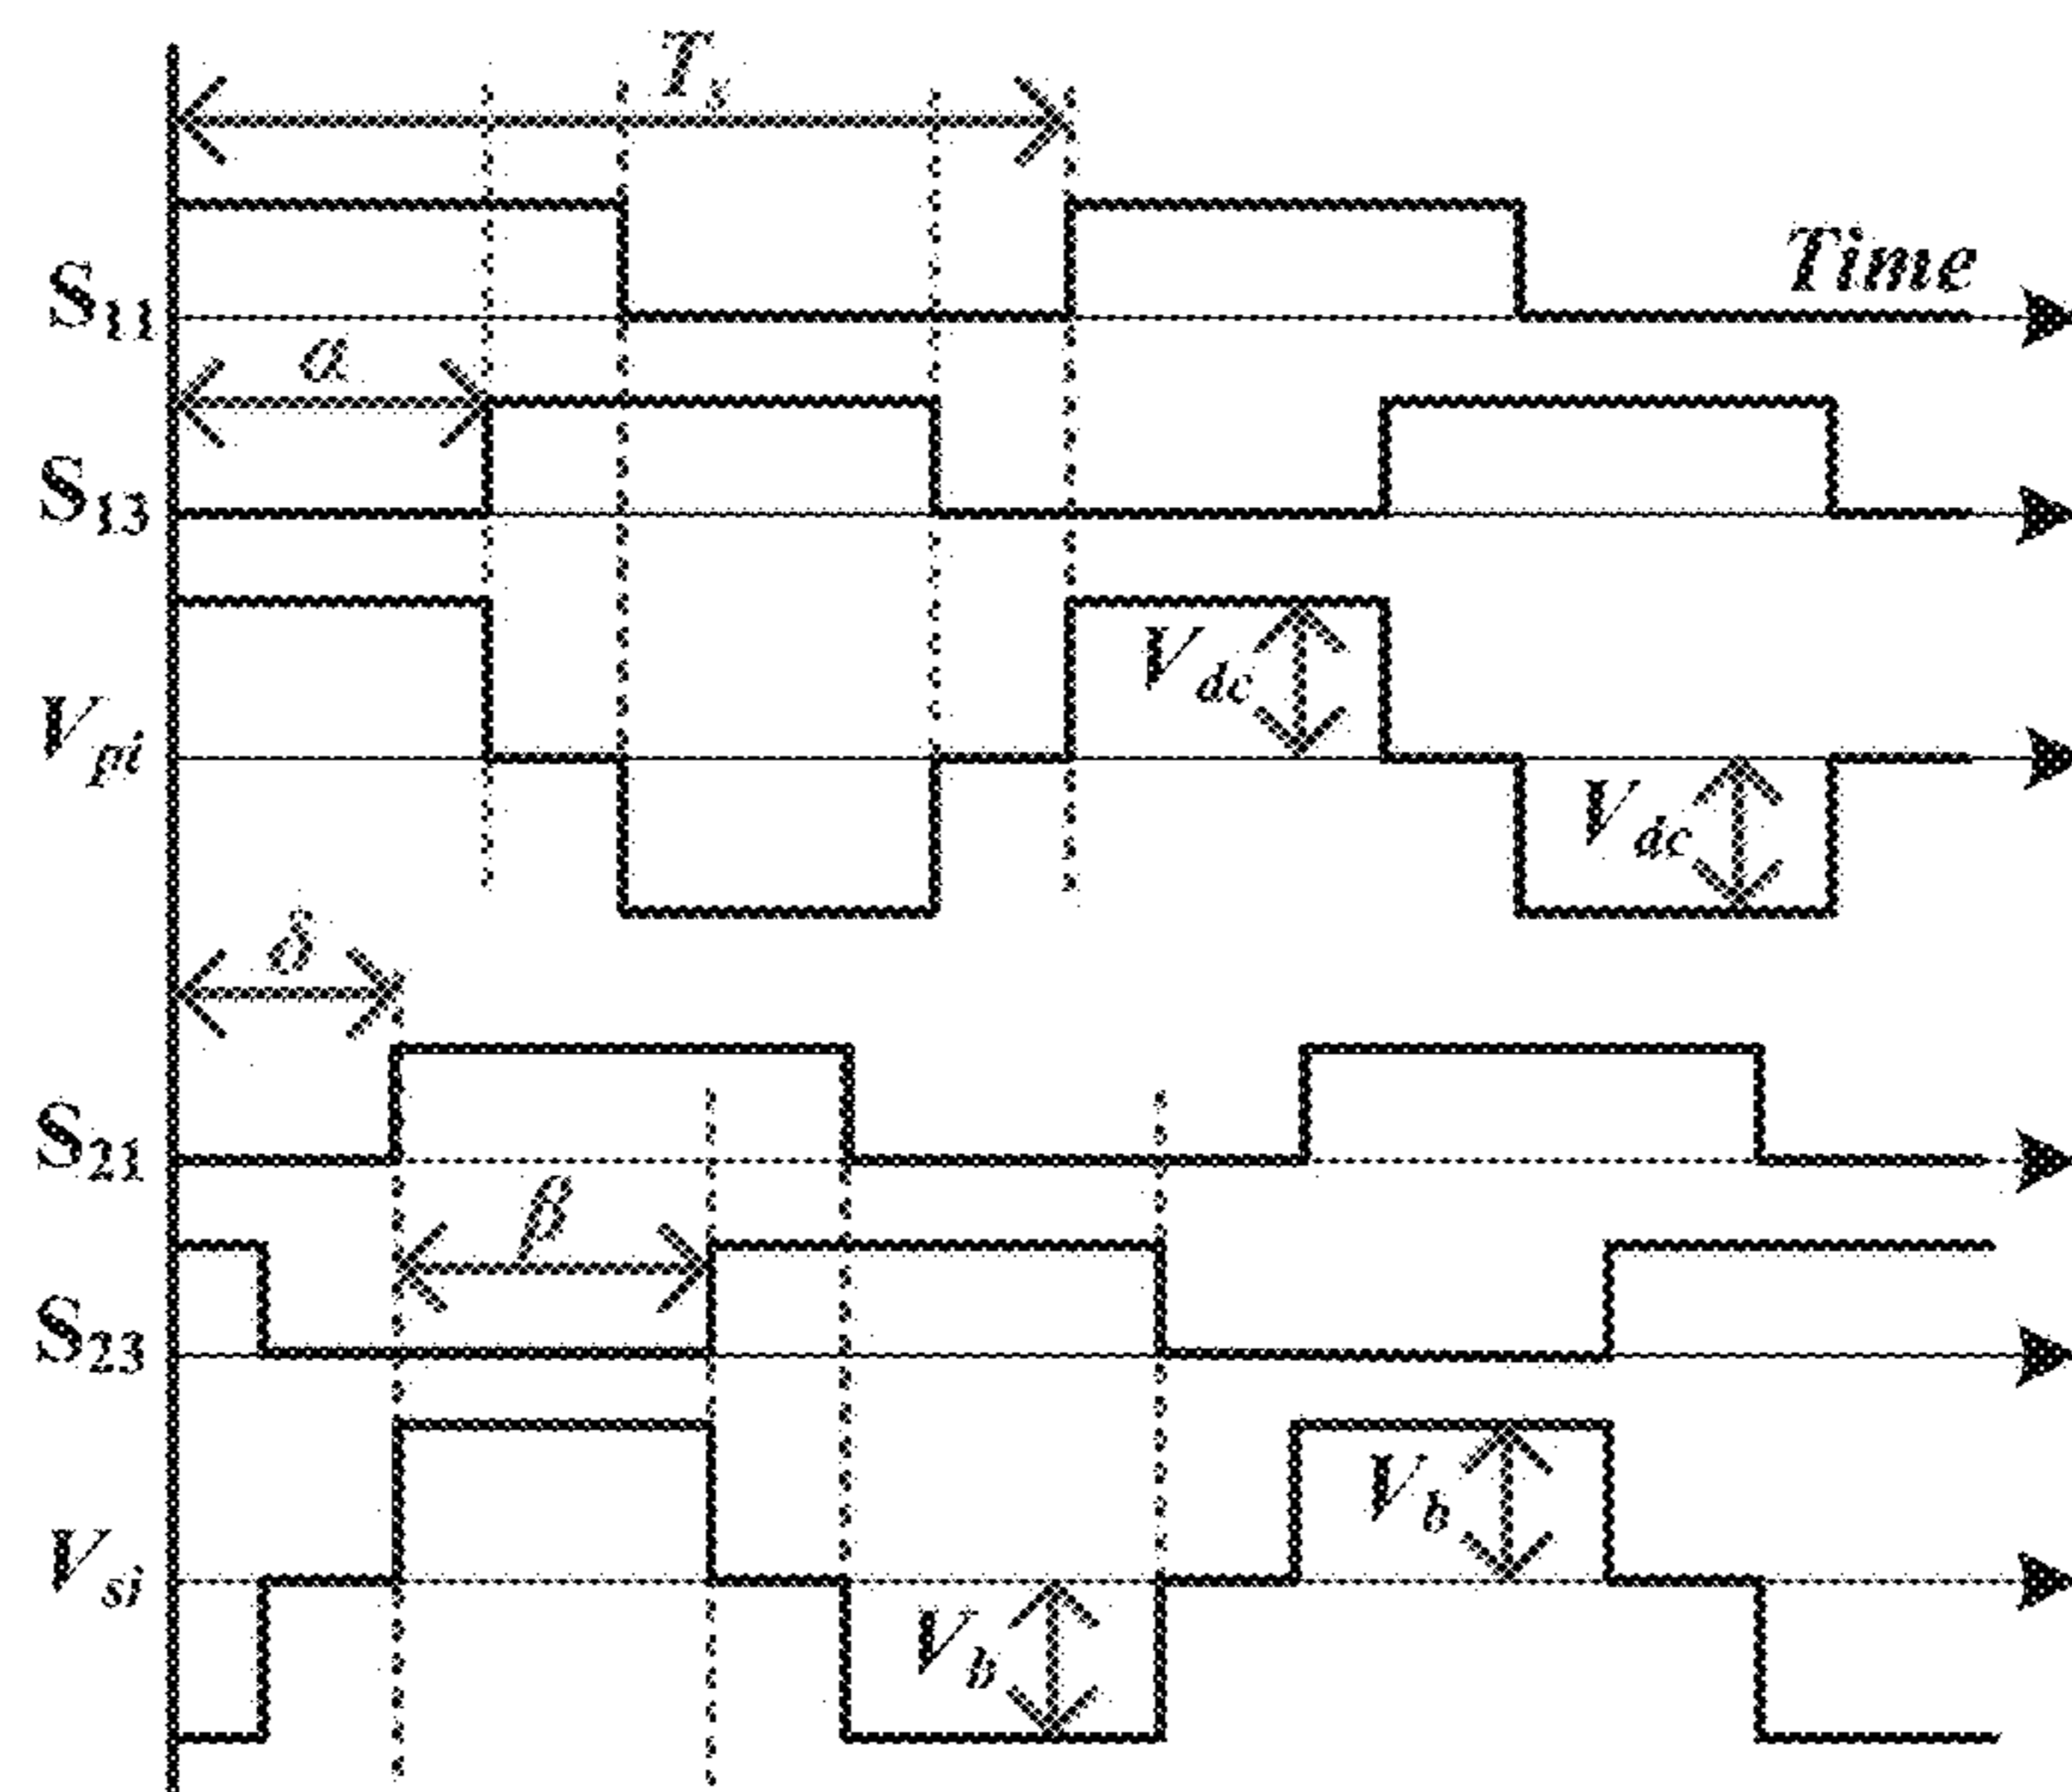 Tₛ
S₁₁
Time
α
S₁₃
V_dc
V_pi
V_dc
δ
S₂₁
β
S₂₃
V_b
V_si
V_b